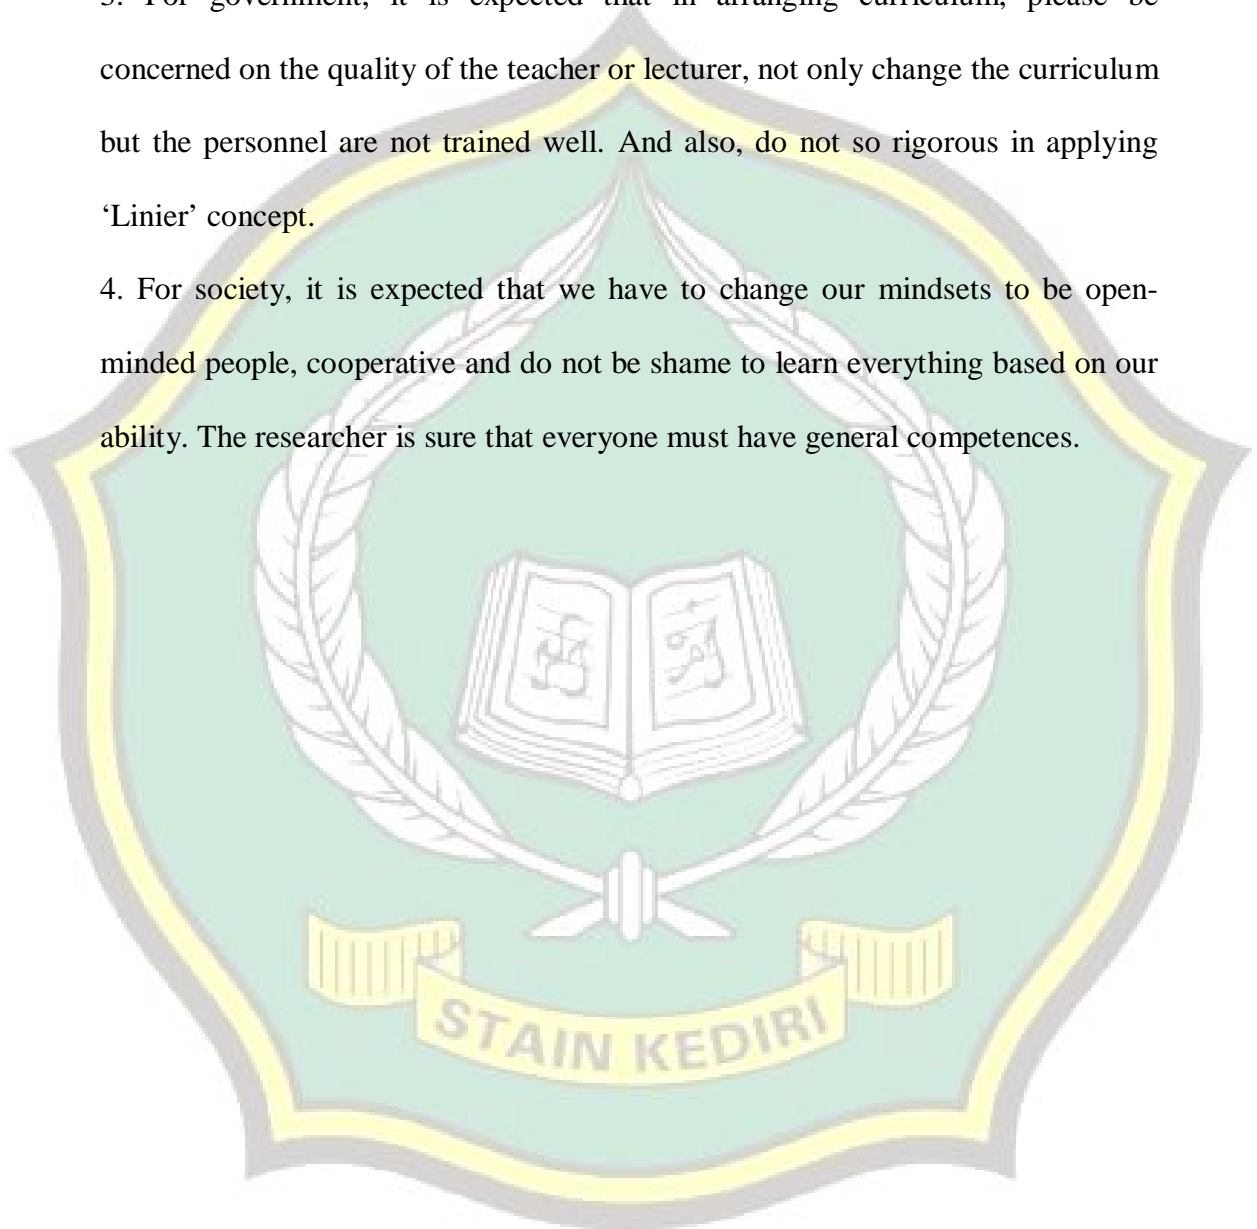 3. For government, it is expected that in arranging curriculum, please be
concerned on the quality of the teacher or lecturer, not only change the curriculum
but the personnel are not trained well. And also, do not so rigorous in applying
‘Linier’ concept.
4. For society, it is expected that we have to change our mindsets to be open-
minded people, cooperative and do not be shame to learn everything based on our
ability. The researcher is sure that everyone must have general competences.
STAIN KEDIRI